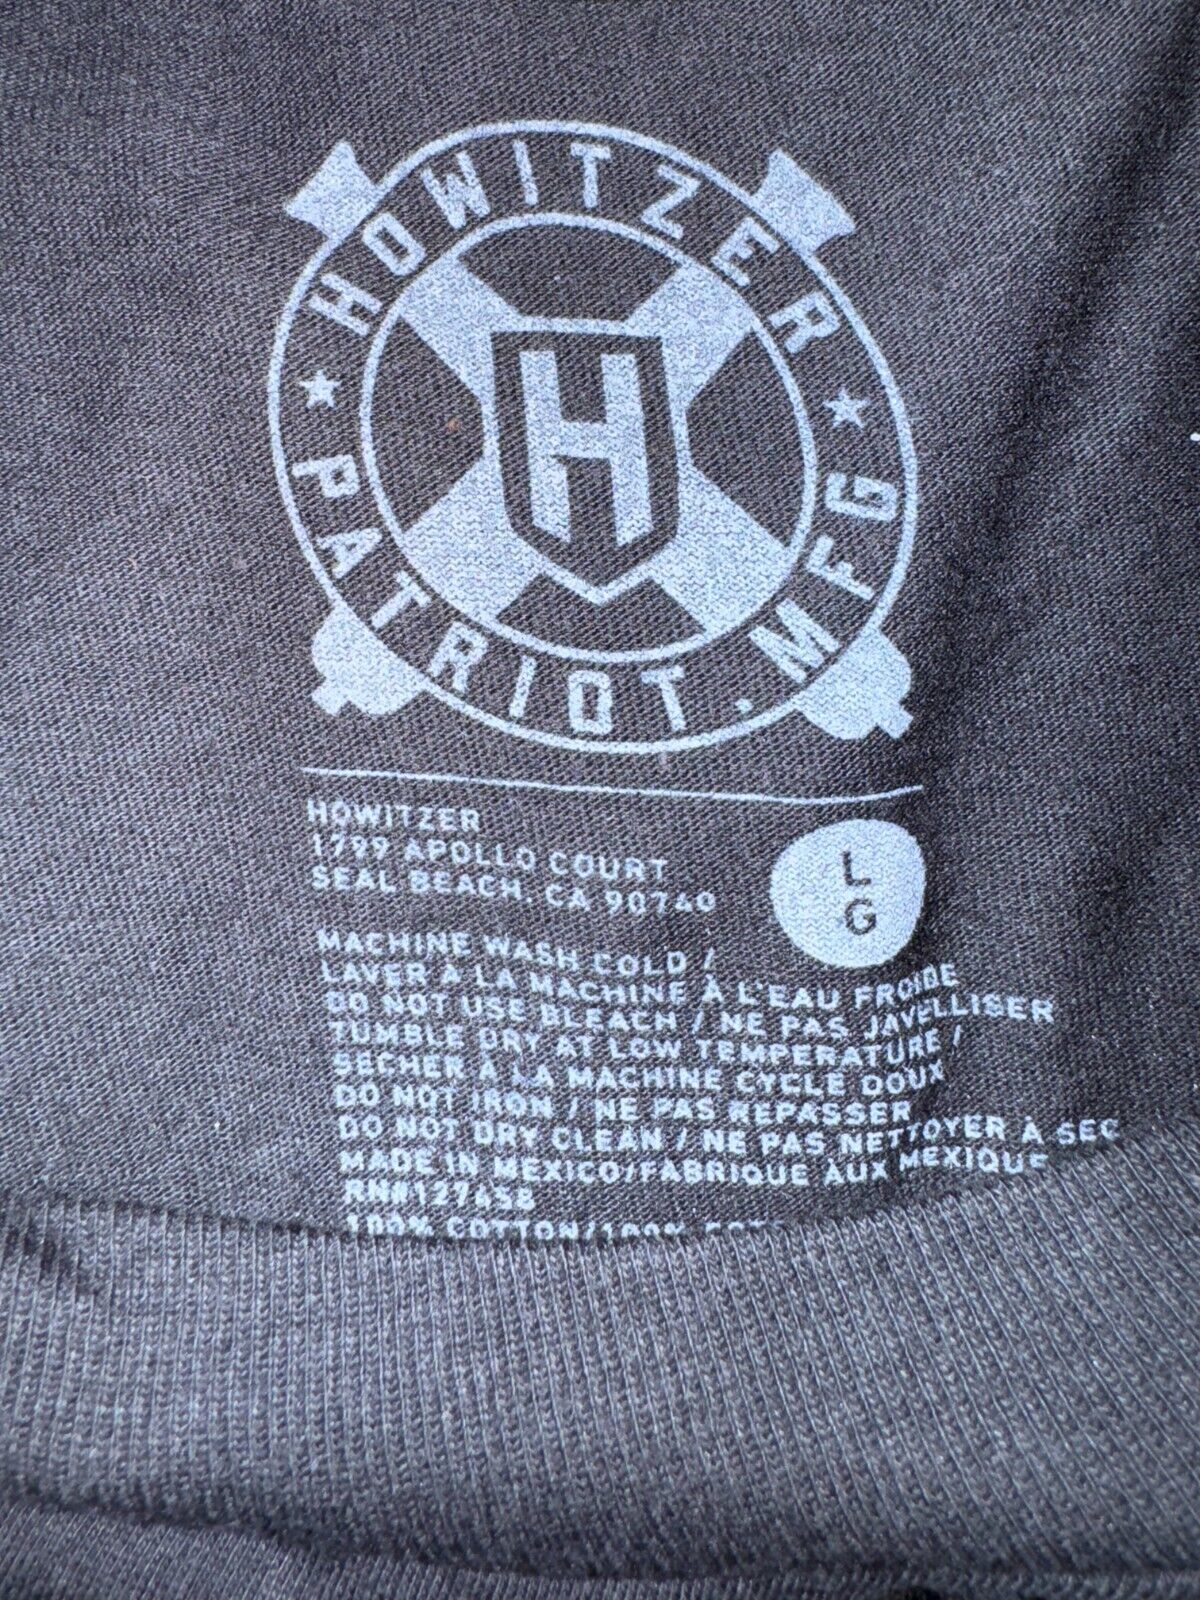 HOWITZER
★ ★
H
PATRIOT. MFG
HOWITZER
1799 APOLLO COURT
SEAL BEACH, CA 90740
L
G
MACHINE WASH COLD /
LAVER À LA MACHINE À L'EAU FROIDE
DO NOT USE BLEACH / NE PAS JAVELLISER
TUMBLE DRY AT LOW TEMPERATURE /
SECHER À LA MACHINE CYCLE DOUX
DO NOT IRON / NE PAS REPASSER
DO NOT DRY CLEAN / NE PAS NETTOYER À SEC
MADE IN MEXICO/FABRIQUE AUX MEXIQUE
RN#127458
100% COTTON/100%